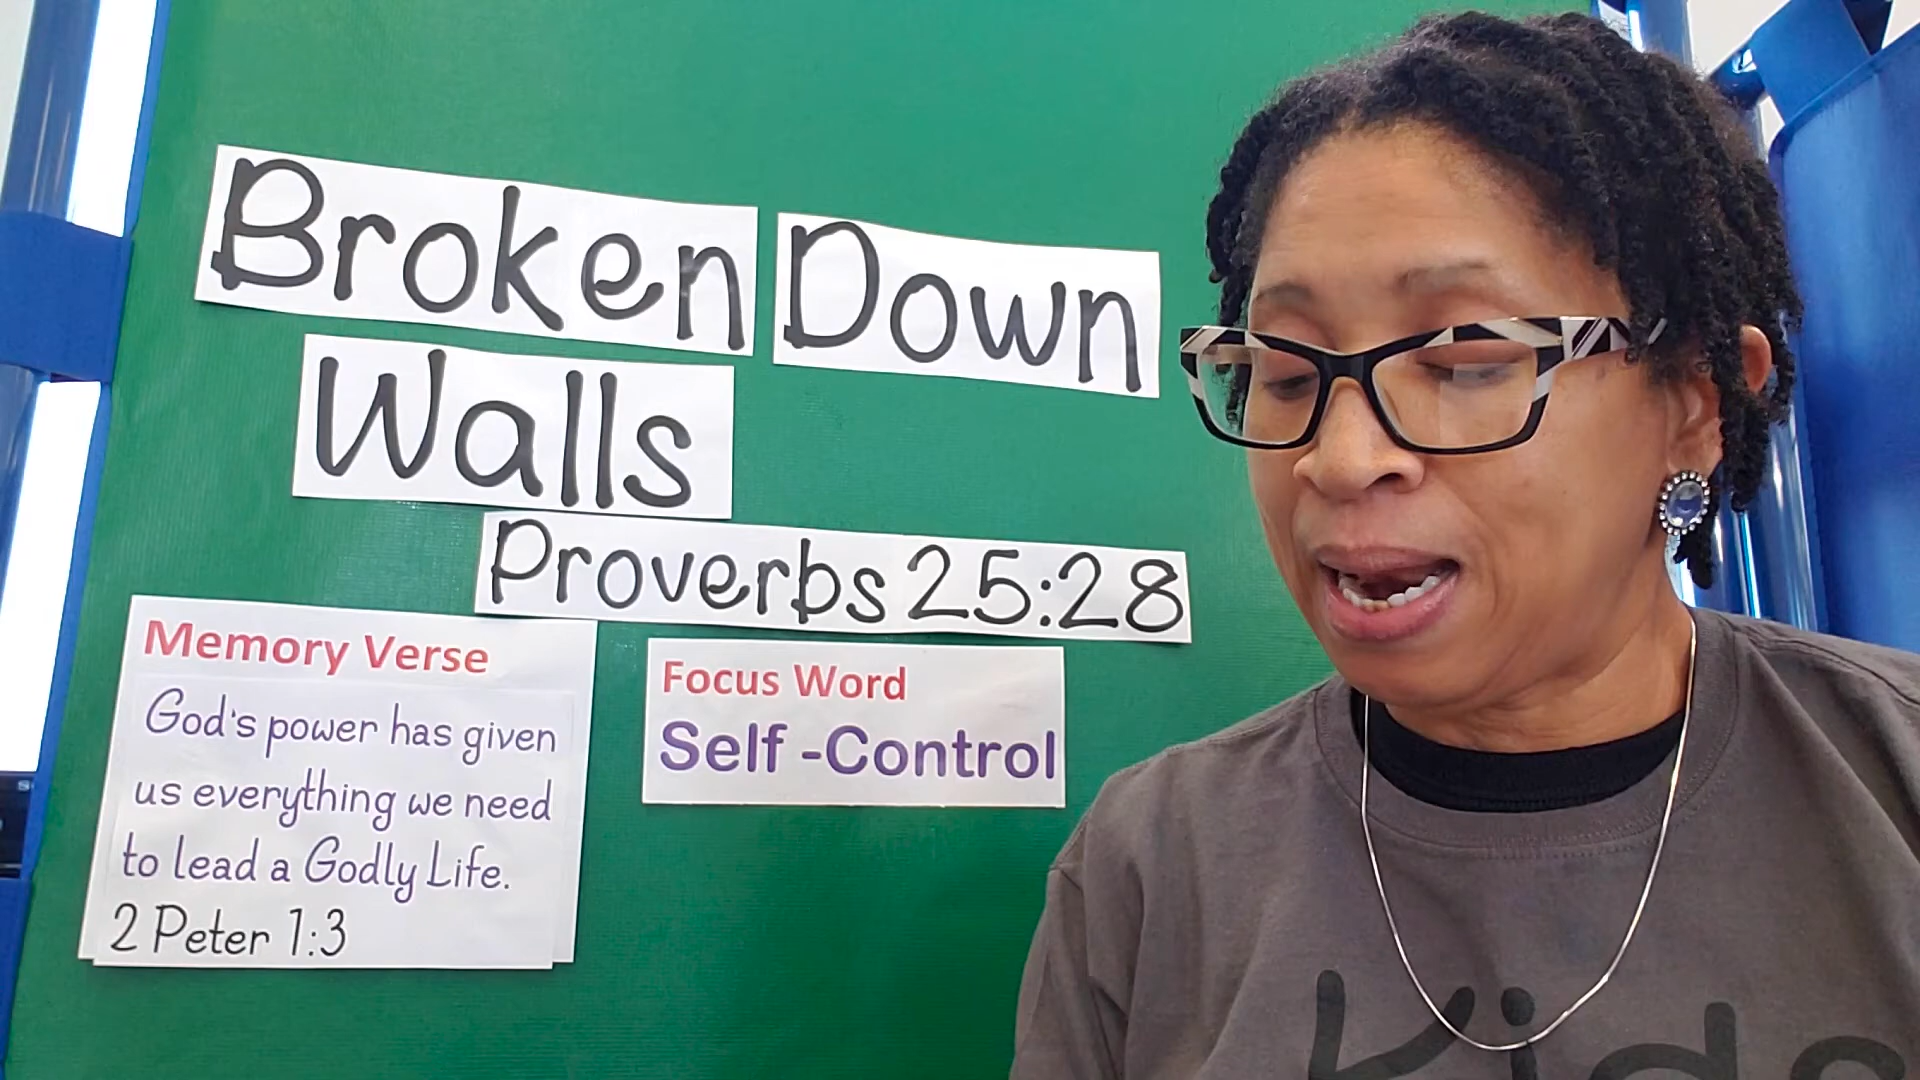 Broken Down
Walls
Proverbs 25:28
Memory Verse
God's power has given
us everything we need
to lead a Godly Life.
2 Peter 1:3
Focus Word
Self -Control
Kids